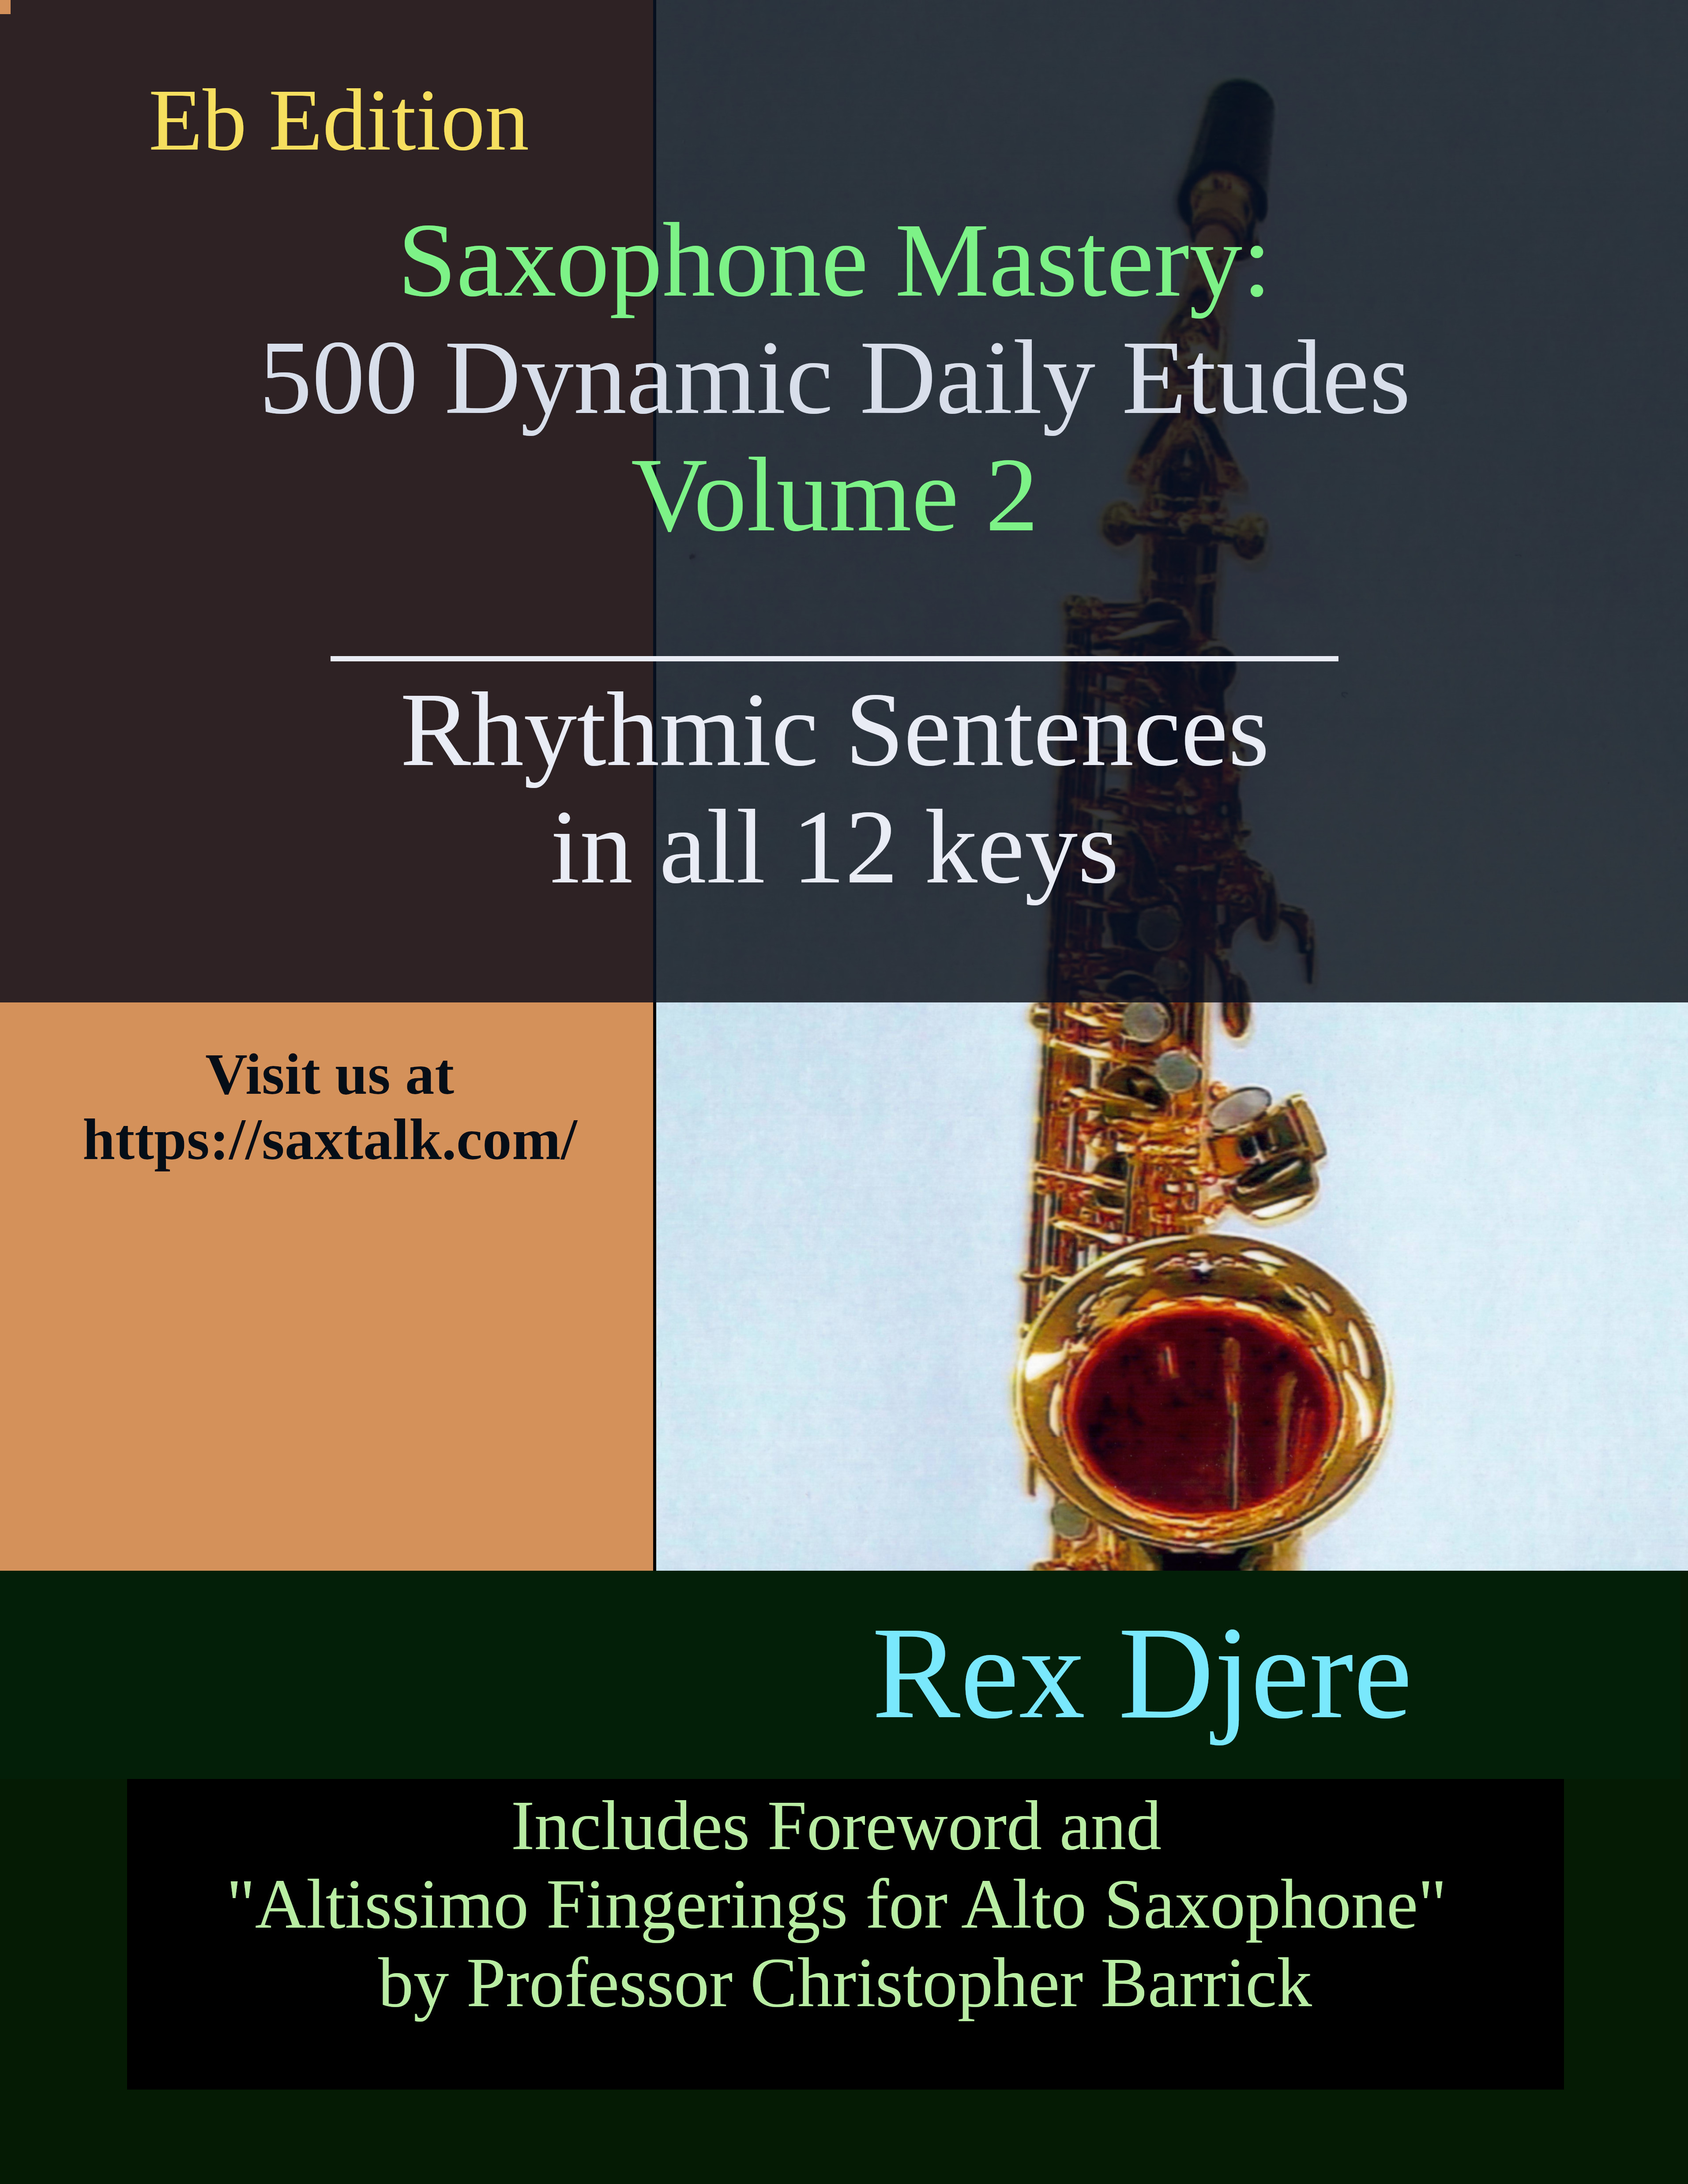 Eb Edition
Saxophone Mastery:
500 Dynamic Daily Etudes
Volume 2
Rhythmic Sentences
in all 12 keys
Visit us at
https://saxtalk.com/
Rex Djere
Includes Foreword and
"Altissimo Fingerings for Alto Saxophone"
by Professor Christopher Barrick